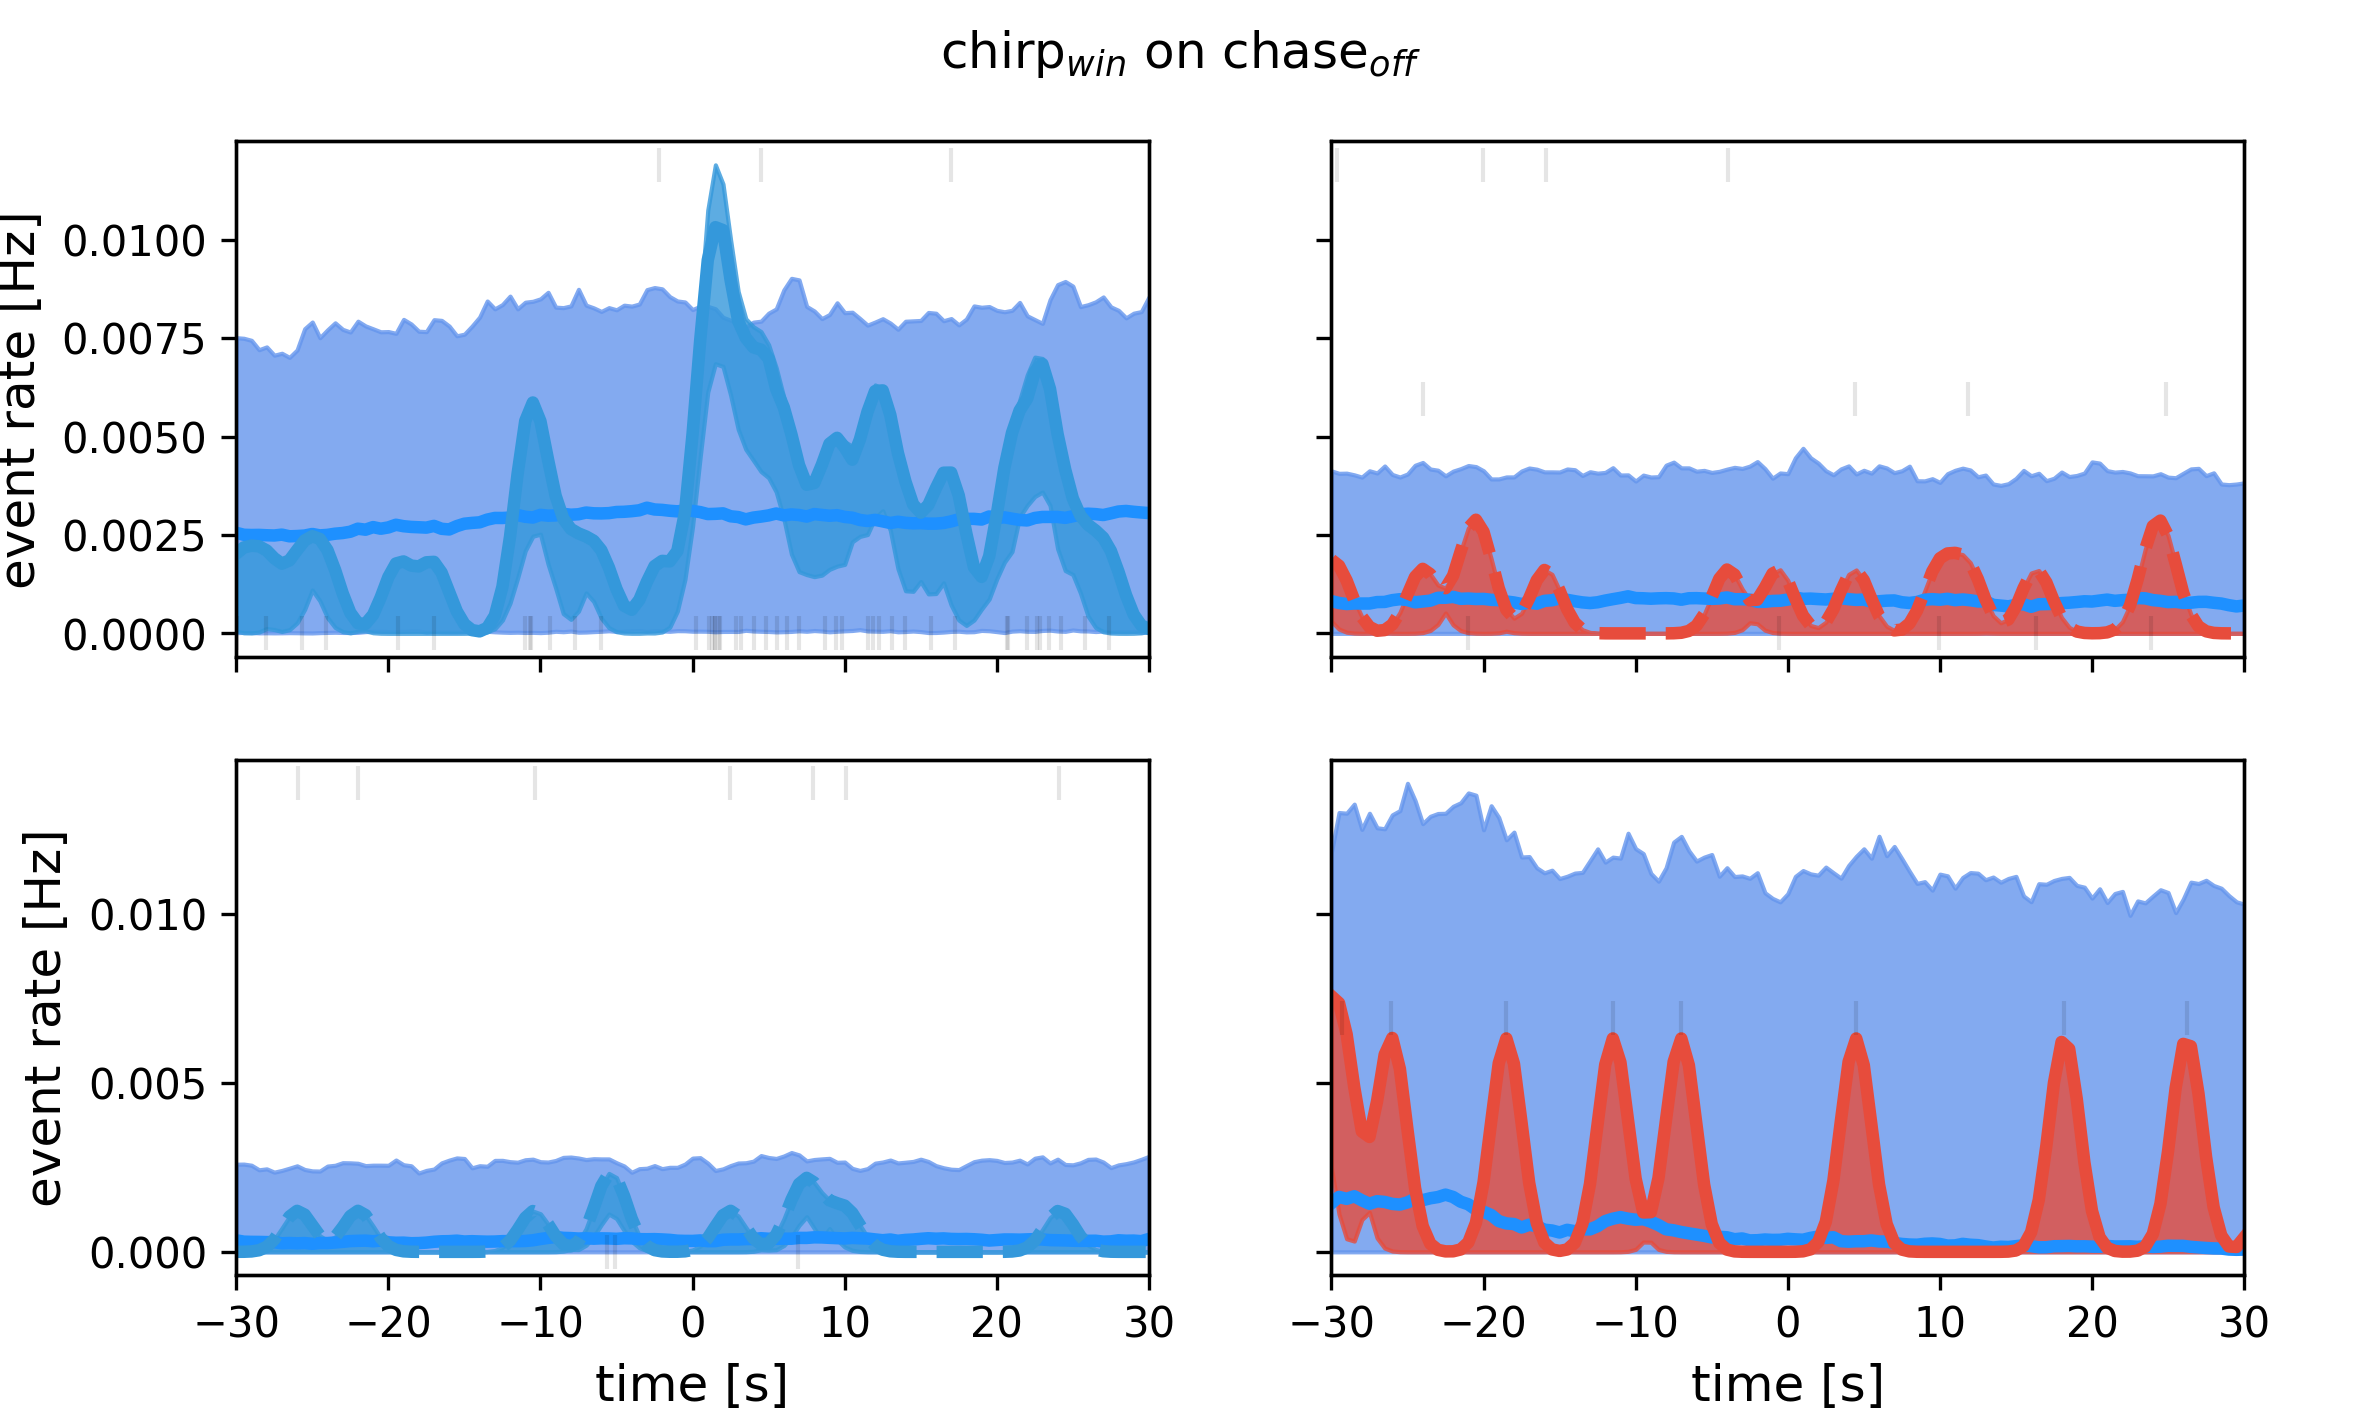 chirp_win on chase_off
event rate [Hz]
0.0100
0.0075
0.0050
0.0025
0.0000
event rate [Hz]
0.010
0.005
0.000
−30 −20 −10 0 10 20 30
−30 −20 −10 0 10 20 30
time [s]
time [s]